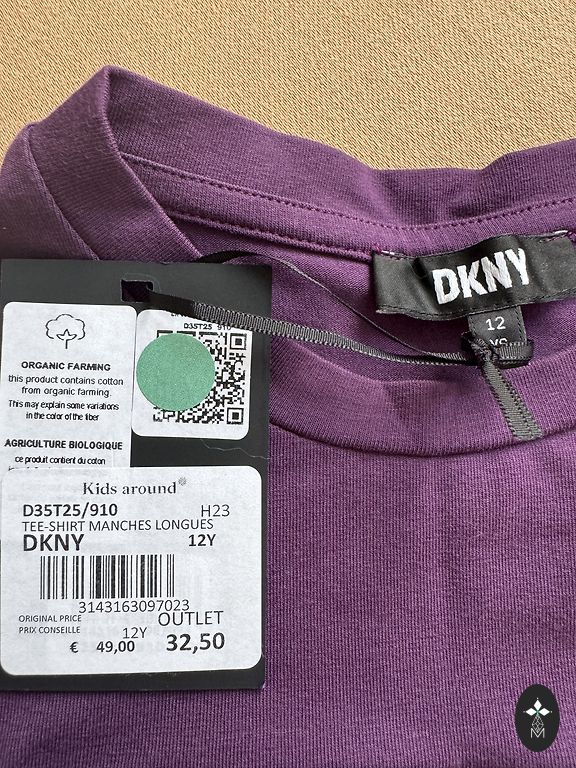 DKNY
12
D35T25 910
ORGANIC FARMING
this product contains cotton
from organic farming.
This may explain some variations
in the color of the fiber
AGRICULTURE BIOLOGIQUE
ce produit contient du coton
Kids around
D35T25/910 H23
TEE-SHIRT MANCHES LONGUES
DKNY 12Y
3143163097023
ORIGINAL PRICE OUTLET
PRIX CONSEILLE 12Y
€ 49,00 32,50
M